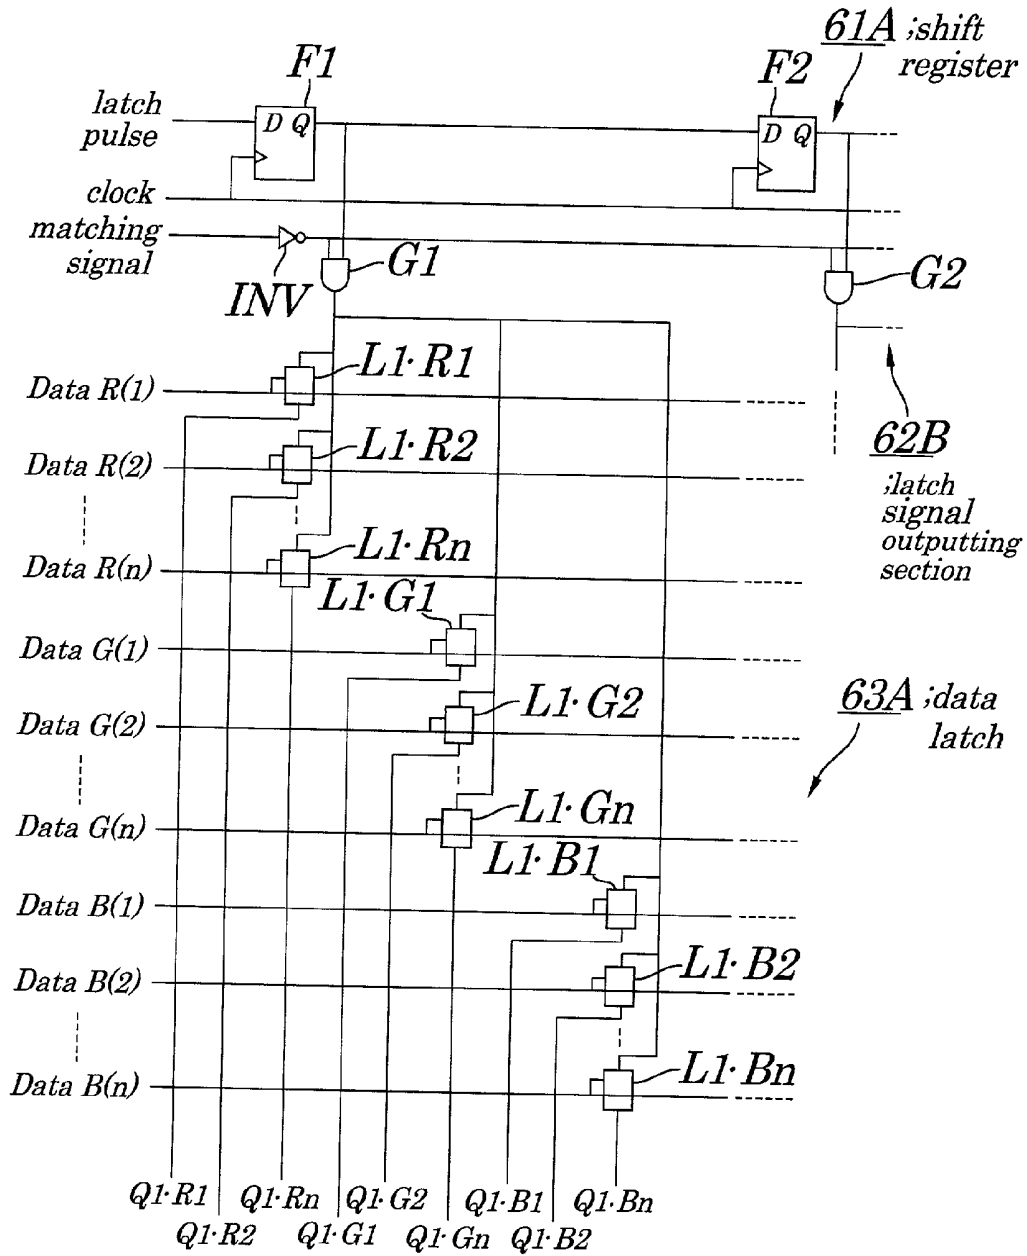 61A ;shift
register
F1
F2
latch
pulse
D Q
D Q
clock
matching
signal
INV
G1
G2
L1·R1
Data R(1)
L1·R2
Data R(2)
62B
;latch
signal
outputting
section
L1·Rn
Data R(n)
L1·G1
Data G(1)
63A ;data
latch
L1·G2
Data G(2)
L1·Gn
Data G(n)
L1·B1
Data B(1)
L1·B2
Data B(2)
L1·Bn
Data B(n)
Q1·R1
Q1·Rn
Q1·G2
Q1·B1
Q1·Bn
Q1·R2
Q1·G1
Q1·Gn
Q1·B2